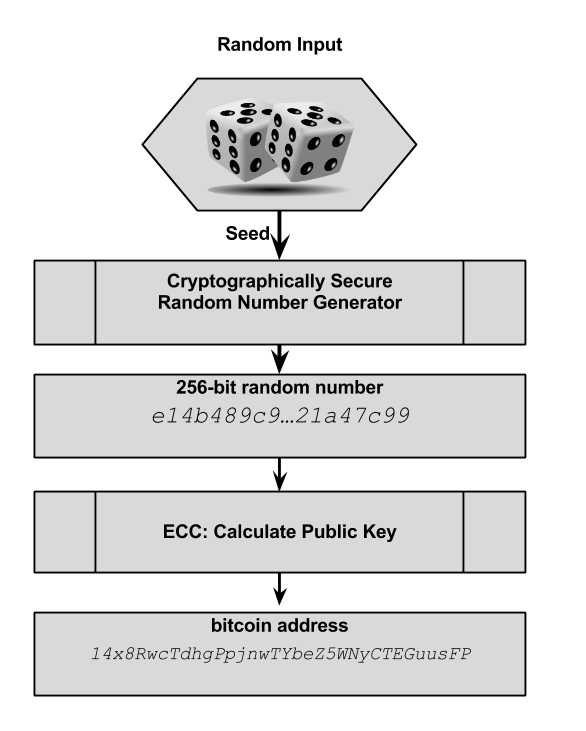 Random Input
Seed
Cryptographically Secure
Random Number Generator
256-bit random number
e14b489c9…21a47c99
ECC: Calculate Public Key
bitcoin address
14x8RwcTdhgPpjnwTYbeZ5WNyCTEGuusFP